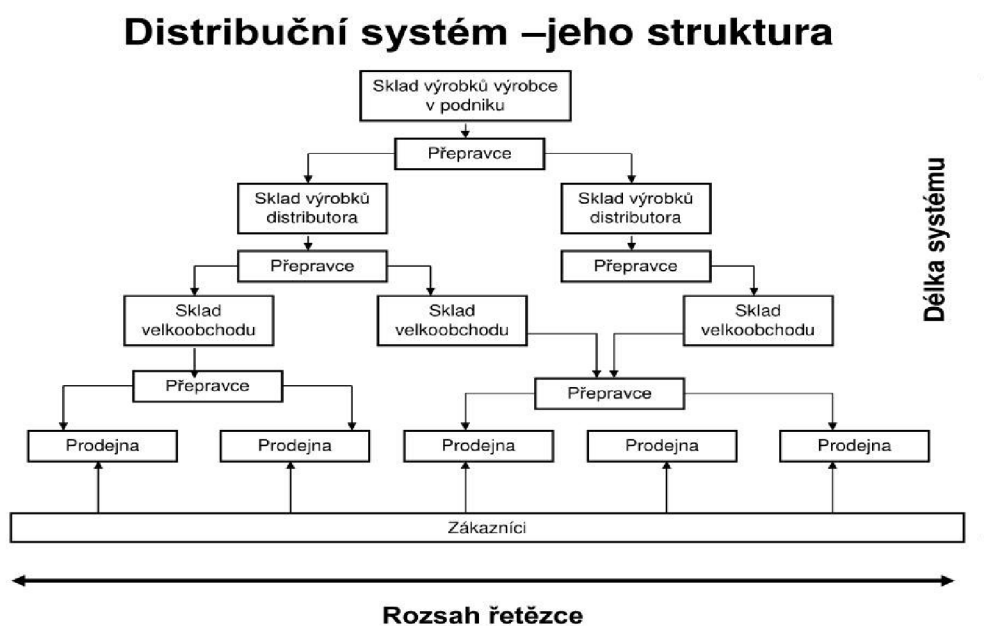 Distribuční systém –jeho struktura
Sklad výrobků výrobce
v podniku
Přepravce
Sklad výrobků
distributora
Sklad výrobků
distributora
Přepravce
Přepravce
Sklad
velkoobchodu
Sklad
velkoobchodu
Sklad
velkoobchodu
Přepravce
Přepravce
Prodejna
Prodejna
Prodejna
Prodejna
Prodejna
Zákazníci
Rozsah řetězce
Délka systému